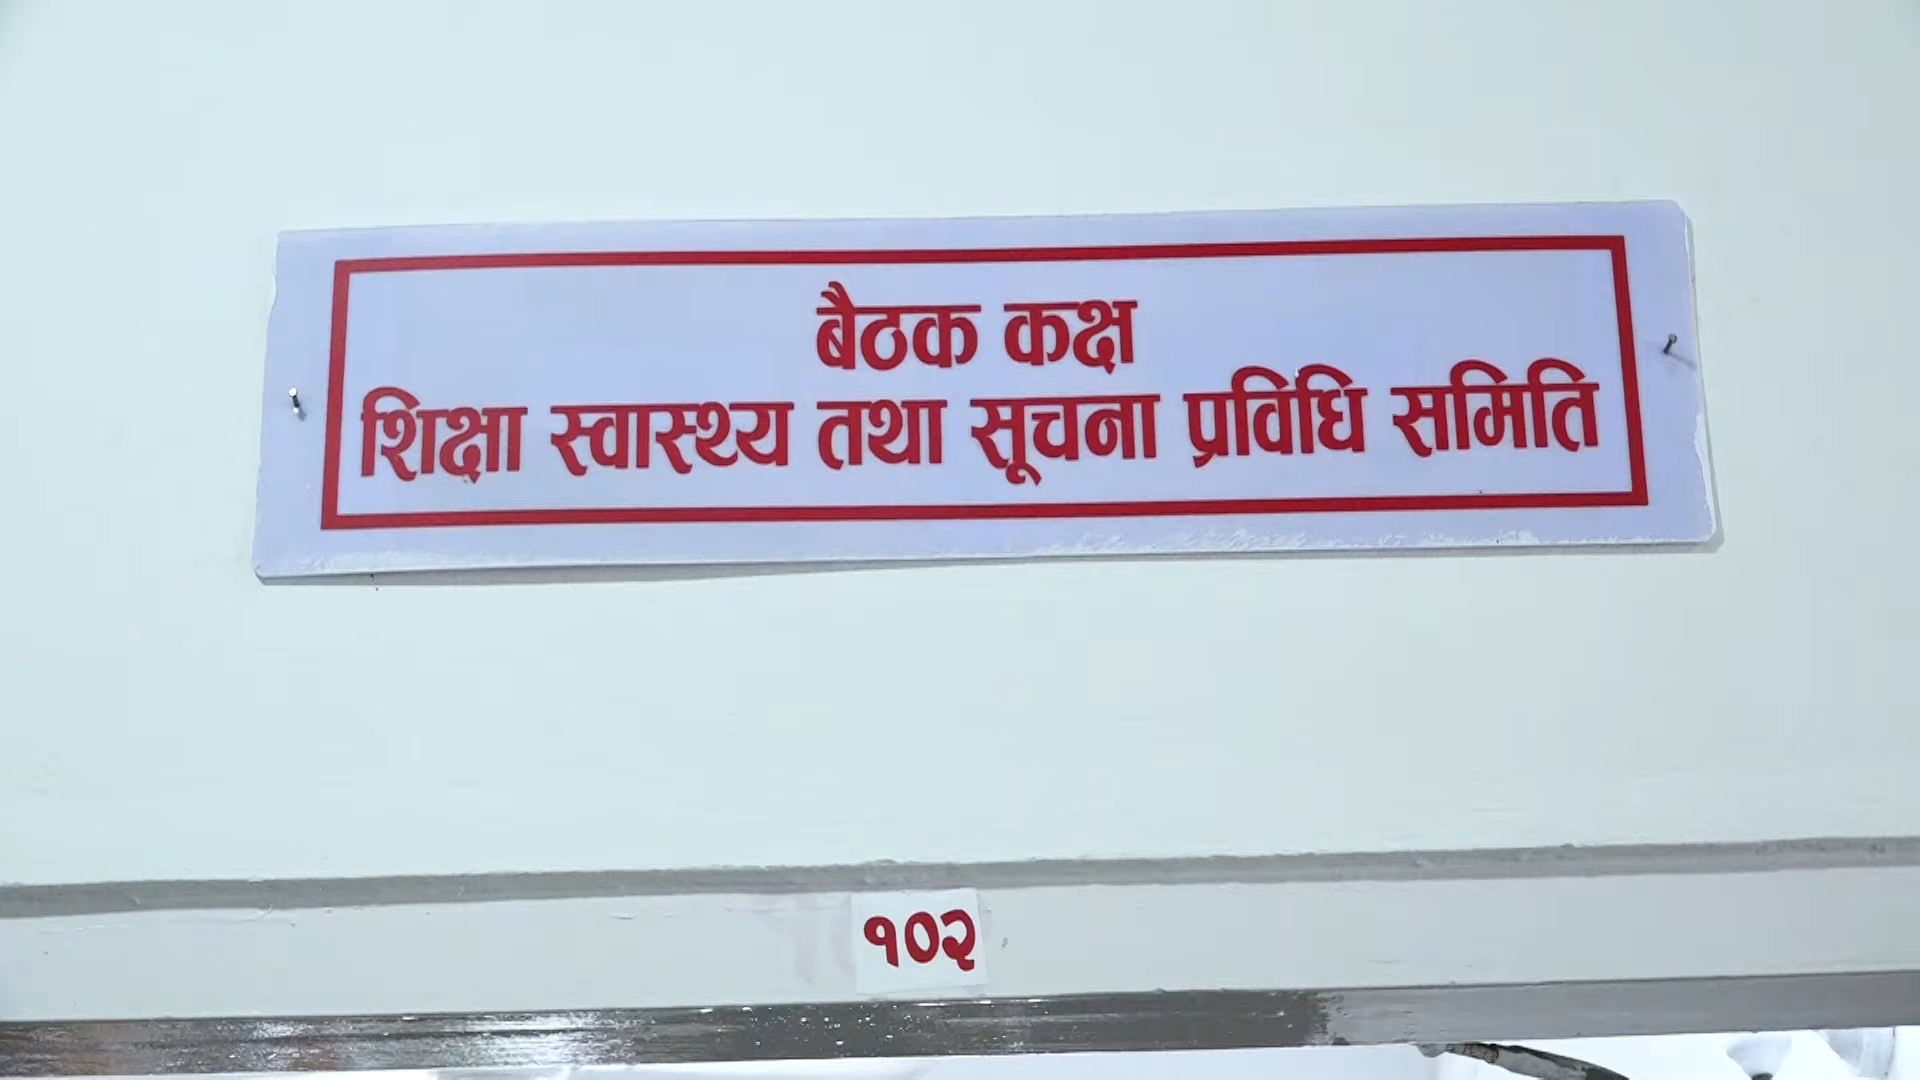 बैठक कक्ष
शिक्षा स्वास्थ्य तथा सूचना प्रविधि समिति
१०२